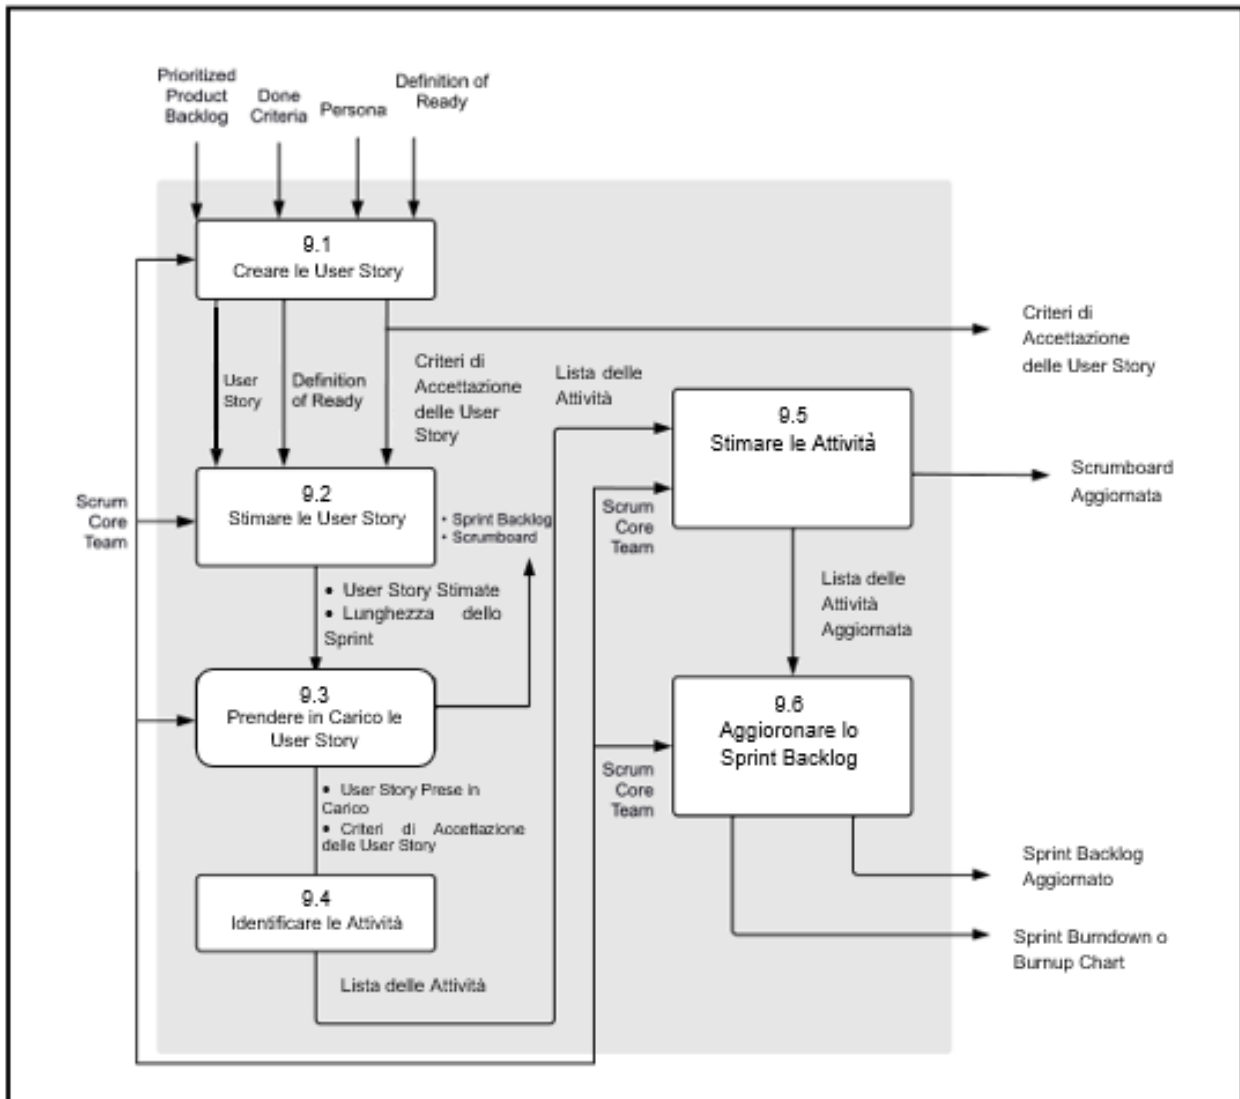 Prioritized
Product
Backlog
Done
Criteria
Persona
Definition of
Ready
9.1
Creare le User Story
User
Story
Definition
of Ready
Criteri di
Accettazione
delle User
Story
Criteri di
Accettazione
delle User Story
Lista delle
Attività
9.5
Stimare le Attività
Scrumboard
Aggiornata
Scrum
Core
Team
9.2
Stimare le User Story
• Sprint Backlog
• Scrumboard
Scrum
Core
Team
• User Story Stimate
• Lunghezza dello
Sprint
Lista delle
Attività
Aggiornata
9.3
Prendere in Carico le
User Story
9.6
Aggioronare lo
Sprint Backlog
Scrum
Core
Team
• User Story Prese in
Carico
• Criteri di Accettazione
delle User Story
9.4
Identificare le Attività
Lista delle Attività
Sprint Backlog
Aggiornato
Sprint Burndown o
Burnup Chart